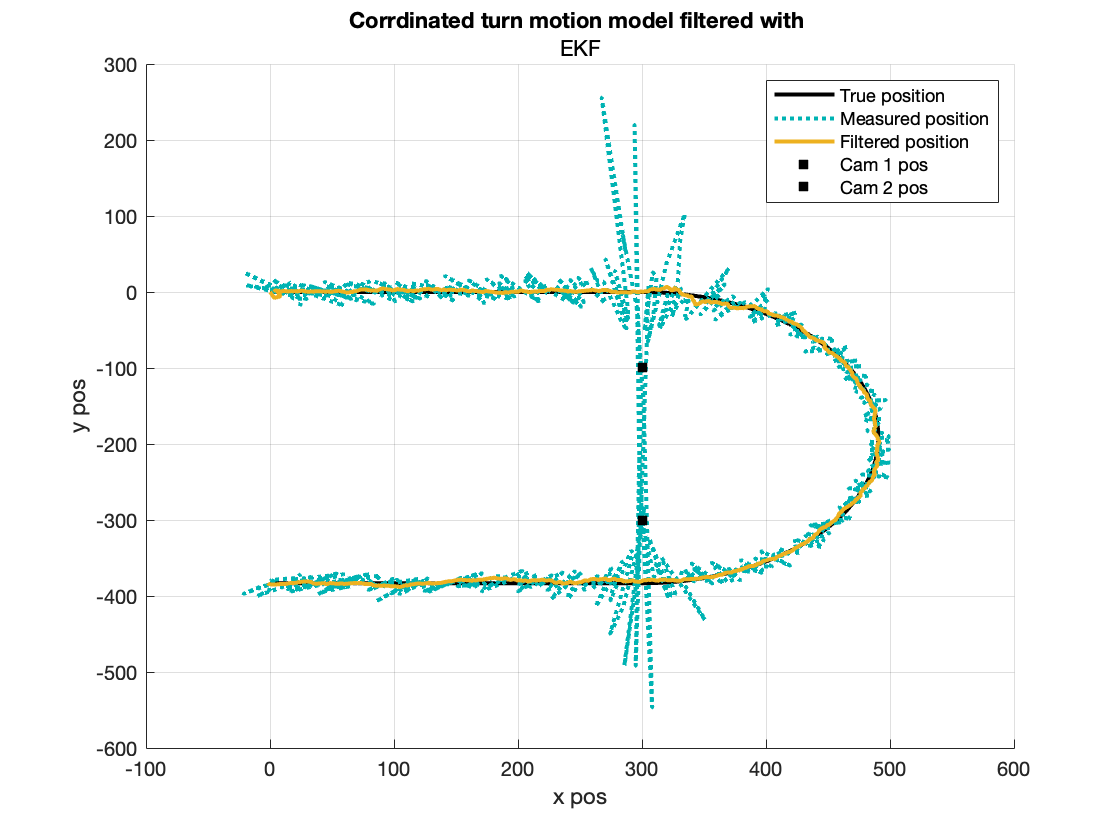 Corrdinated turn motion model filtered with
EKF
300
200
100
0
-100
-200
-300
-400
-500
-600
y pos
True position
Measured position
Filtered position
Cam 1 pos
Cam 2 pos
-100 0 100 200 300 400 500 600
x pos